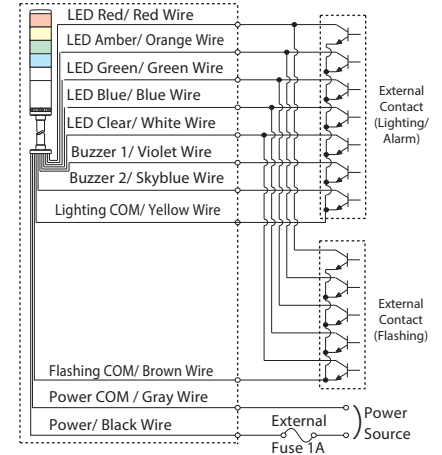 LED Red/ Red Wire
LED Amber/ Orange Wire
LED Green/ Green Wire
LED Blue/ Blue Wire
LED Clear/ White Wire
Buzzer 1/ Violet Wire
Buzzer 2/ Skyblue Wire
Lighting COM/ Yellow Wire
External
Contact
(Lighting/
Alarm)
External
Contact
(Flashing)
Flashing COM/ Brown Wire
Power COM / Gray Wire
Power/ Black Wire
External
Fuse 1A
Power
Source